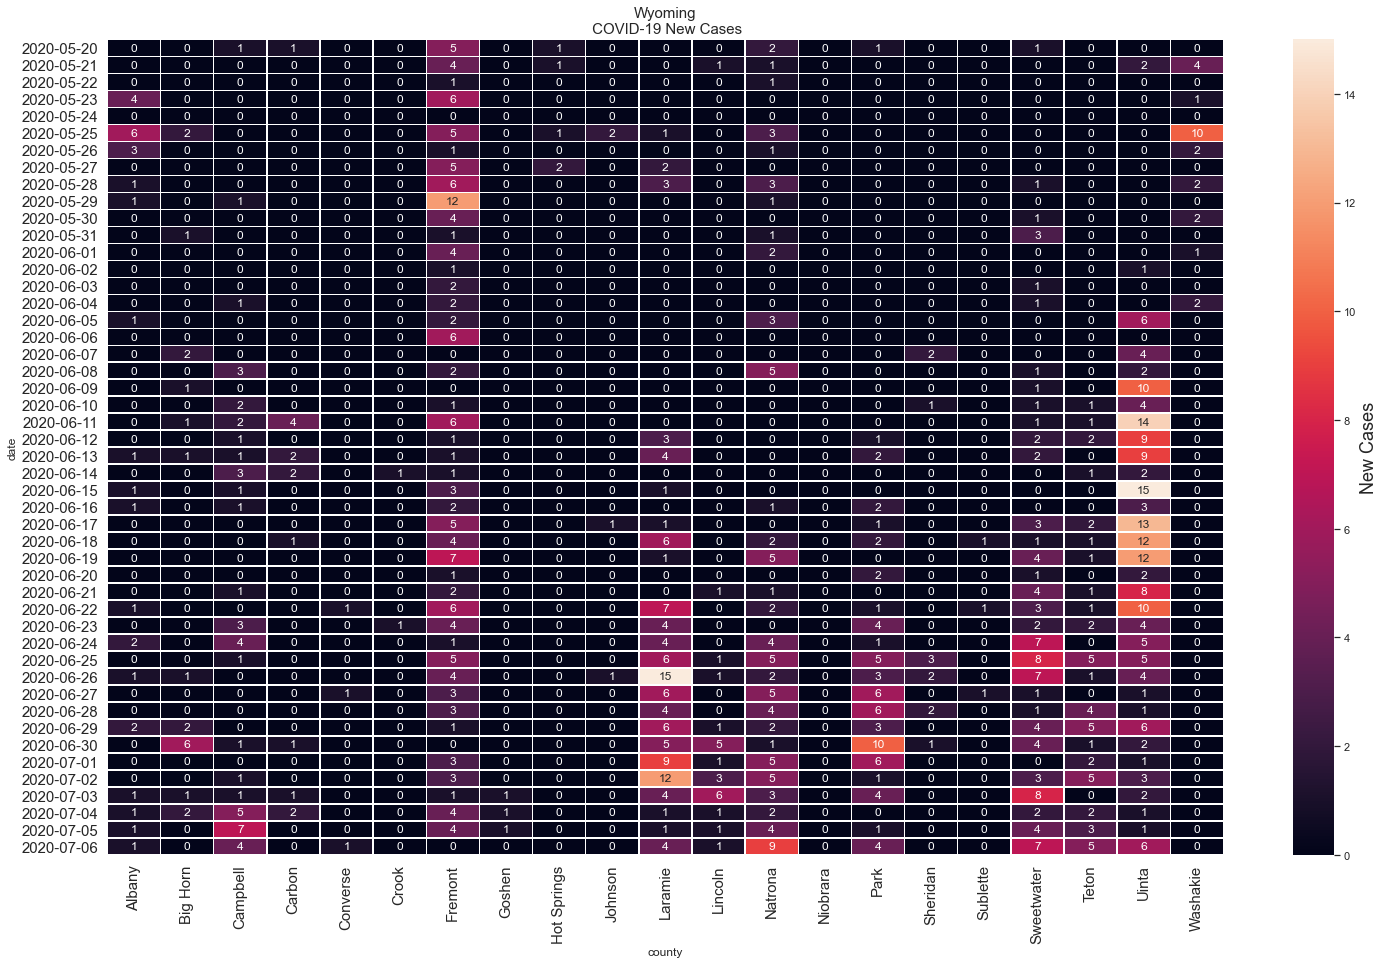 Wyoming
COVID-19 New Cases
2020-05-20 0 0 1 1 0 0 5 0 1 0 0 0 2 0 1 0 0 1 0 0 0
2020-05-21 0 0 0 0 0 0 4 0 1 0 0 1 1 0 0 0 0 0 0 2 4
2020-05-22 0 0 0 0 0 0 1 0 0 0 0 0 1 0 0 0 0 0 0 0 0
2020-05-23 4 0 0 0 0 0 6 0 0 0 0 0 0 0 0 0 0 0 0 0 1
2020-05-24 0 0 0 0 0 0 0 0 0 0 0 0 0 0 0 0 0 0 0 0 0
2020-05-25 6 2 0 0 0 0 5 0 1 2 1 0 3 0 0 0 0 0 0 0 10
2020-05-26 3 0 0 0 0 0 1 0 0 0 0 0 1 0 0 0 0 0 0 0 2
2020-05-27 0 0 0 0 0 0 5 0 2 0 2 0 0 0 0 0 0 0 0 0 0
2020-05-28 1 0 0 0 0 0 6 0 0 0 3 0 3 0 0 0 0 1 0 0 2
2020-05-29 1 0 1 0 0 0 12 0 0 0 0 0 1 0 0 0 0 0 0 0 0
2020-05-30 0 0 0 0 0 0 4 0 0 0 0 0 0 0 0 0 0 1 0 0 2
2020-05-31 0 1 0 0 0 0 1 0 0 0 0 0 1 0 0 0 0 3 0 0 0
2020-06-01 0 0 0 0 0 0 4 0 0 0 0 0 2 0 0 0 0 0 0 0 1
2020-06-02 0 0 0 0 0 0 1 0 0 0 0 0 0 0 0 0 0 0 0 1 0
2020-06-03 0 0 0 0 0 0 2 0 0 0 0 0 0 0 0 0 0 1 0 0 0
2020-06-04 0 0 1 0 0 0 2 0 0 0 0 0 0 0 0 0 0 1 0 0 2
2020-06-05 1 0 0 0 0 0 2 0 0 0 0 0 3 0 0 0 0 0 0 6 0
2020-06-06 0 0 0 0 0 0 6 0 0 0 0 0 0 0 0 0 0 0 0 0 0
2020-06-07 0 2 0 0 0 0 0 0 0 0 0 0 0 0 0 2 0 0 0 4 0
2020-06-08 0 0 3 0 0 0 2 0 0 0 0 0 5 0 0 0 0 1 0 2 0
2020-06-09 0 1 0 0 0 0 0 0 0 0 0 0 0 0 0 0 0 1 0 10 0
2020-06-10 0 0 2 0 0 0 1 0 0 0 0 0 0 0 0 1 0 1 1 4 0
2020-06-11 0 1 2 4 0 0 6 0 0 0 0 0 0 0 0 0 0 1 1 14 0
2020-06-12 0 0 1 0 0 0 1 0 0 0 3 0 0 0 1 0 0 2 2 9 0
2020-06-13 1 1 1 2 0 0 1 0 0 0 4 0 0 0 2 0 0 2 0 9 0
2020-06-14 0 0 3 2 0 1 1 0 0 0 0 0 0 0 0 0 0 0 1 2 0
2020-06-15 1 0 1 0 0 0 3 0 0 0 1 0 0 0 0 0 0 0 0 15 0
2020-06-16 1 0 1 0 0 0 2 0 0 0 0 0 1 0 2 0 0 0 0 3 0
2020-06-17 0 0 0 0 0 0 5 0 0 1 1 0 0 0 1 0 0 3 2 13 0
2020-06-18 0 0 0 1 0 0 4 0 0 0 6 0 2 0 2 0 1 1 1 12 0
2020-06-19 0 0 0 0 0 0 7 0 0 0 1 0 5 0 0 0 0 4 1 12 0
2020-06-20 0 0 0 0 0 0 1 0 0 0 0 0 0 0 2 0 0 1 0 2 0
2020-06-21 0 0 1 0 0 0 2 0 0 0 0 1 1 0 0 0 0 4 1 8 0
2020-06-22 1 0 0 0 1 0 6 0 0 0 7 0 2 0 1 0 1 3 1 10 0
2020-06-23 0 0 3 0 0 1 4 0 0 0 4 0 0 0 4 0 0 2 2 4 0
2020-06-24 2 0 4 0 0 0 1 0 0 0 4 0 4 0 1 0 0 7 0 5 0
2020-06-25 0 0 1 0 0 0 5 0 0 0 6 1 5 0 5 3 0 8 5 5 0
2020-06-26 1 1 0 0 0 0 4 0 0 1 15 1 2 0 3 2 0 7 1 4 0
2020-06-27 0 0 0 0 1 0 3 0 0 0 6 0 5 0 6 0 1 1 0 1 0
2020-06-28 0 0 0 0 0 0 3 0 0 0 4 0 4 0 6 2 0 1 4 1 0
2020-06-29 2 2 0 0 0 0 1 0 0 0 6 1 2 0 3 0 0 4 5 6 0
2020-06-30 0 6 1 1 0 0 0 0 0 0 5 5 1 0 10 1 0 4 1 2 0
2020-07-01 0 0 0 0 0 0 3 0 0 0 9 1 5 0 6 0 0 0 2 1 0
2020-07-02 0 0 1 0 0 0 3 0 0 0 12 3 5 0 1 0 0 3 5 3 0
2020-07-03 1 1 1 1 0 0 1 1 0 0 4 6 3 0 4 0 0 8 0 2 0
2020-07-04 1 2 5 2 0 0 4 1 0 0 1 1 2 0 0 0 0 2 2 1 0
2020-07-05 1 0 7 0 0 0 4 1 0 0 1 1 4 0 1 0 0 4 3 1 0
2020-07-06 1 0 4 0 1 0 0 0 0 0 4 1 9 0 4 0 0 7 5 6 0
date
Albany Big Horn Campbell Carbon Converse Crook Fremont Goshen Hot Springs Johnson Laramie Lincoln Natrona Niobrara Park Sheridan Sublette Sweetwater Teton Uinta Washakie
county
14
12
10
8
6
4
2
0
New Cases